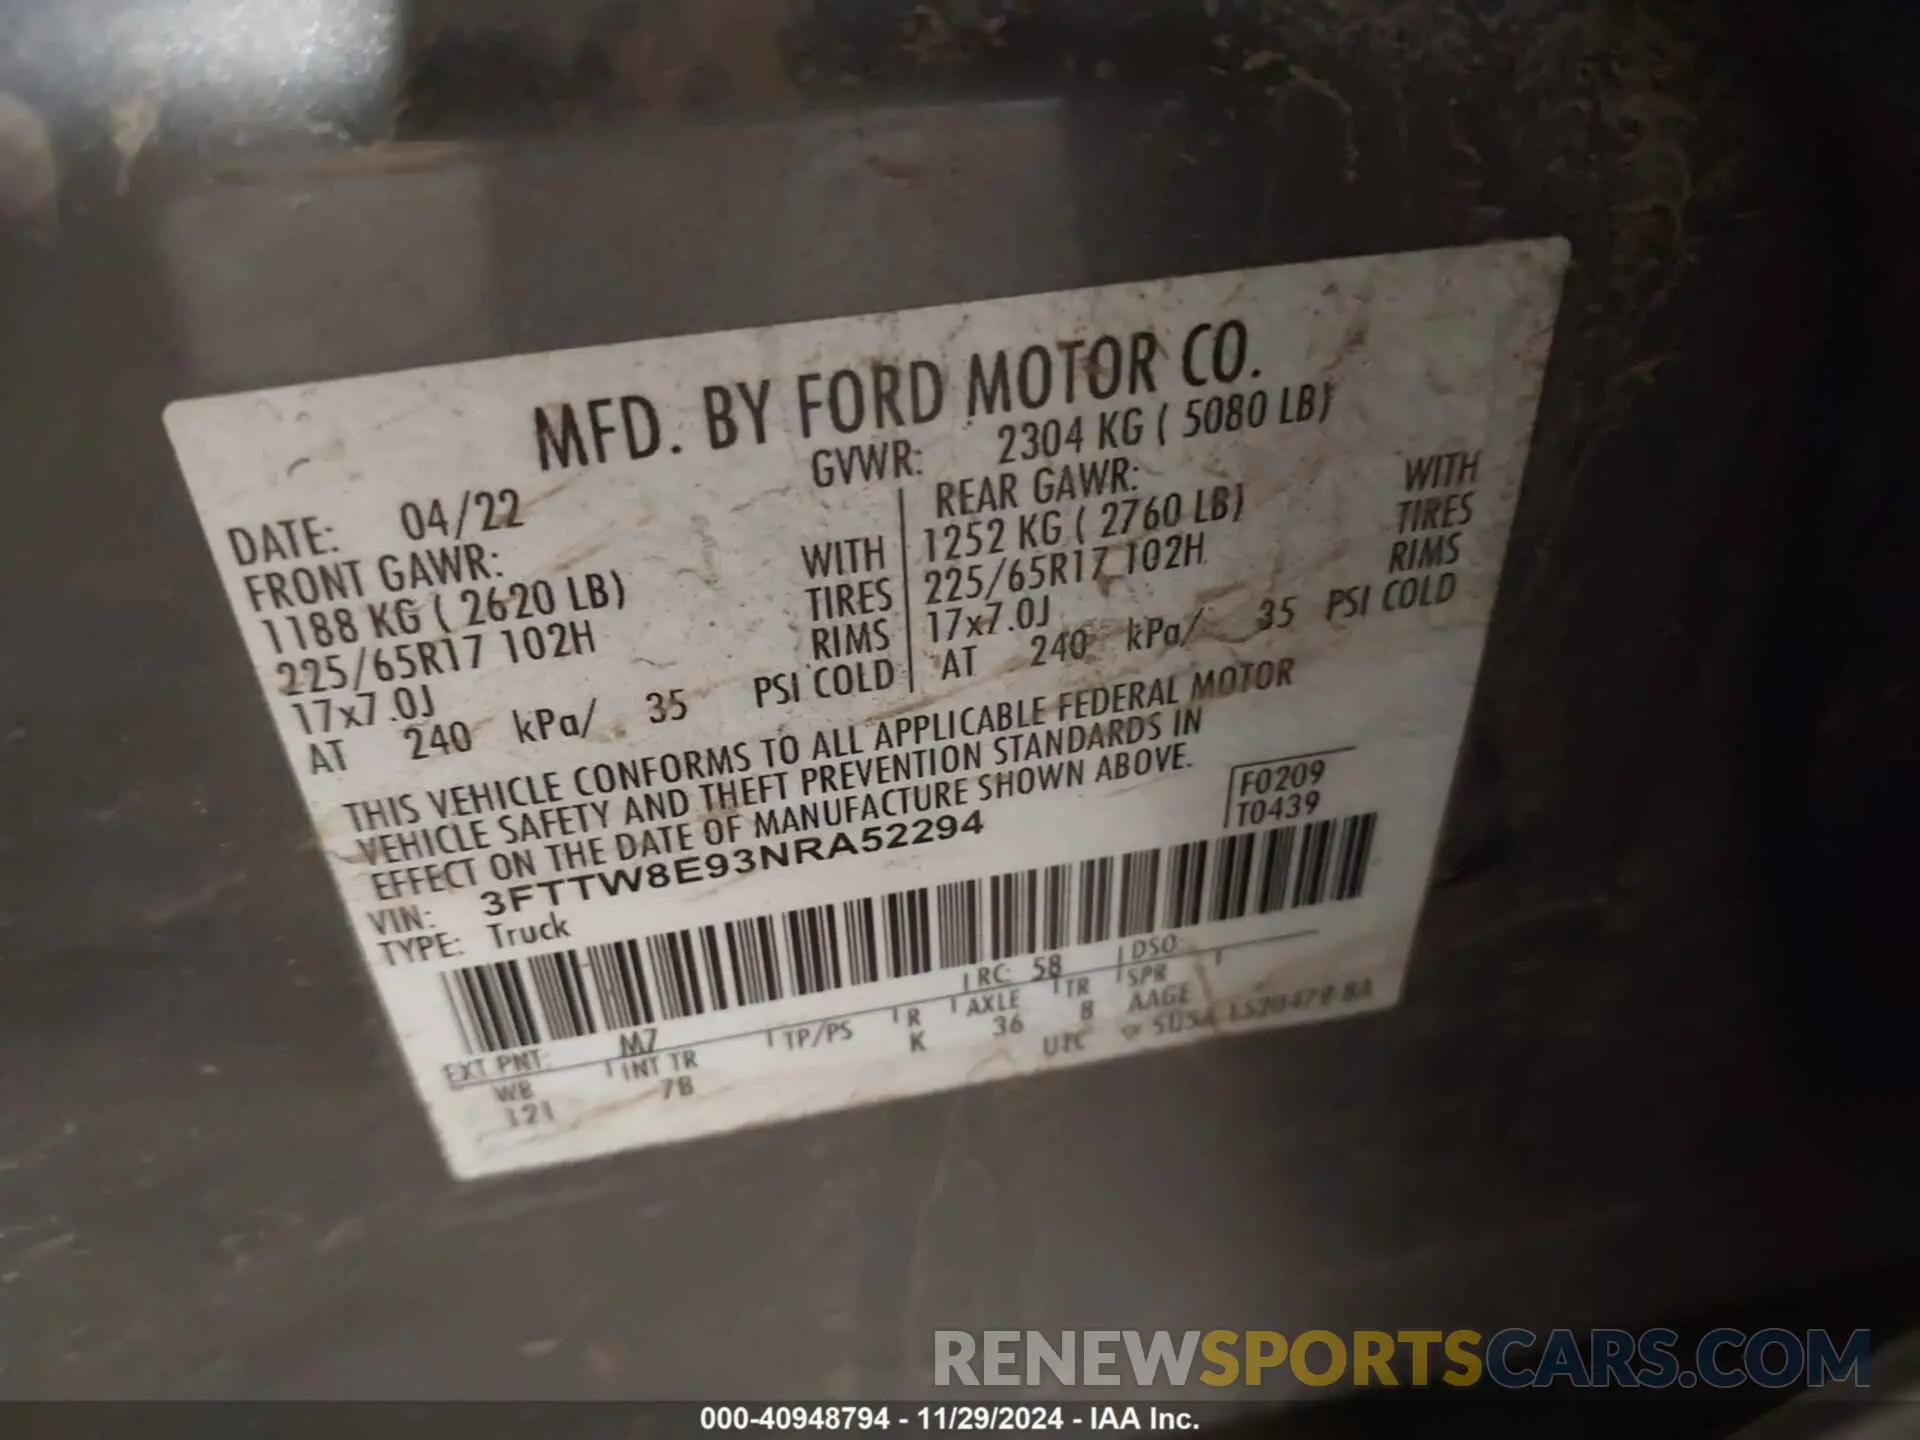 MFD. BY FORD MOTOR CO.
DATE: 04/22 GVWR: 2304 KG ( 5080 LB)
FRONT GAWR: REAR GAWR:
1188 KG ( 2620 LB) WITH 1252 KG ( 2760 LB) WITH
225/65R17 102H TIRES 225/65R17 102H TIRES
17x7.0J RIMS 17x7.0J RIMS
AT 240 kPa/ 35 PSI COLD AT 240 kPa/ 35 PSI COLD
THIS VEHICLE CONFORMS TO ALL APPLICABLE FEDERAL MOTOR
VEHICLE SAFETY AND THEFT PREVENTION STANDARDS IN
EFFECT ON THE DATE OF MANUFACTURE SHOWN ABOVE.
F0209
T0439
VIN: 3FTTW8E93NRA52294
TYPE: Truck
EXT PNT: M7 RC: 58 DSO:
WB INT TR TP/PS R AXLE TR SPR
121 7B K 36 8 AAGE
UTC
RENEWSPORTSCARS.COM
000-40948794 - 11/29/2024 - IAA Inc.